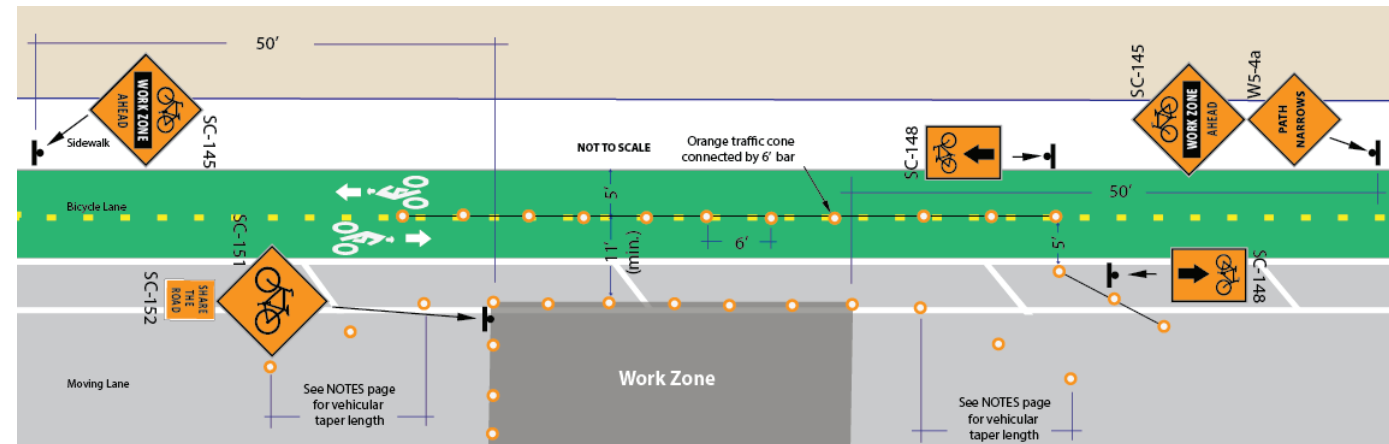 50'
WORK ZONE
AHEAD
SC-145
Sidewalk
NOT TO SCALE
Orange traffic cone
connected by 6' bar
SC-148
SC-145
WORK ZONE
AHEAD
W5-4a
PATH
NARROWS
50'
Bicycle Lane
5'
11'
(min.)
6'
5'
SC-151
SC-152
SHARE
THE
ROAD
SC-148
Moving Lane
See NOTES page
for vehicular
taper length
Work Zone
See NOTES page
for vehicular
taper length